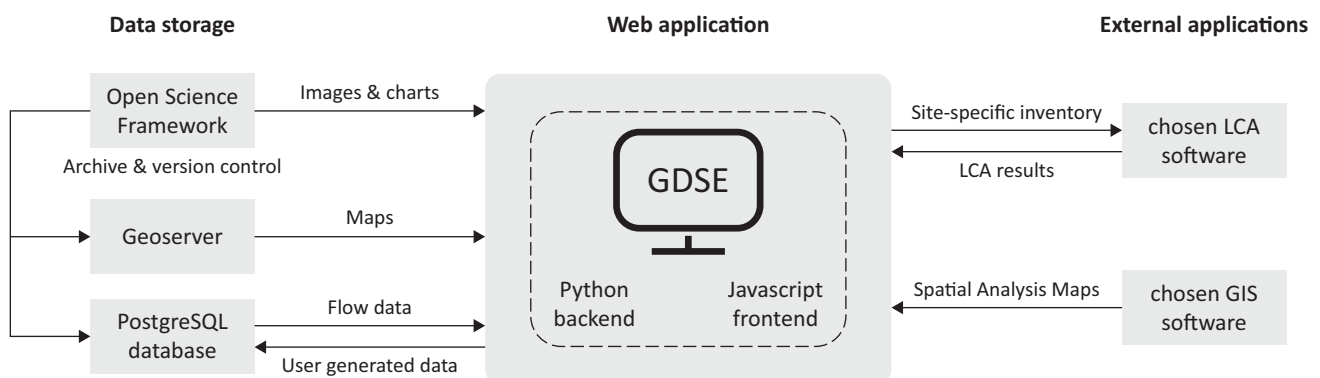 Data storage
Web application
External applications
Open Science
Framework
Images & charts
Archive & version control
Geoserver
Maps
PostgreSQL
database
Flow data
User generated data
GDSE
Python
backend
Javascript
frontend
Site-specific inventory
LCA results
chosen LCA
software
Spatial Analysis Maps
chosen GIS
software